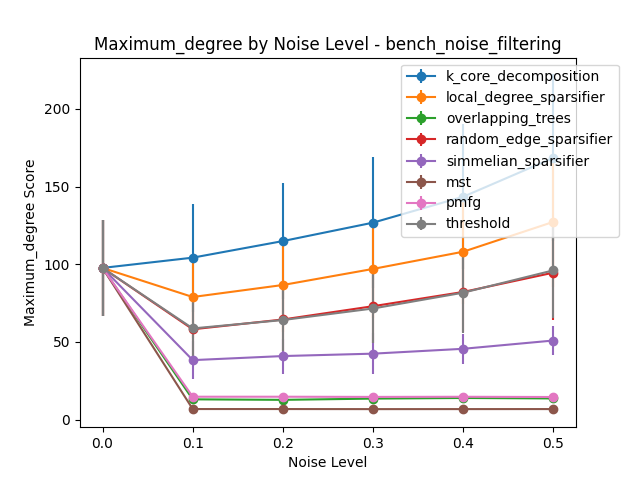 Maximum_degree by Noise Level - bench_noise_filtering
k_core_decomposition
local_degree_sparsifier
overlapping_trees
random_edge_sparsifier
simmelian_sparsifier
mst
pmfg
threshold
Maximum_degree Score
200
150
100
50
0
0.0 0.1 0.2 0.3 0.4 0.5
Noise Level